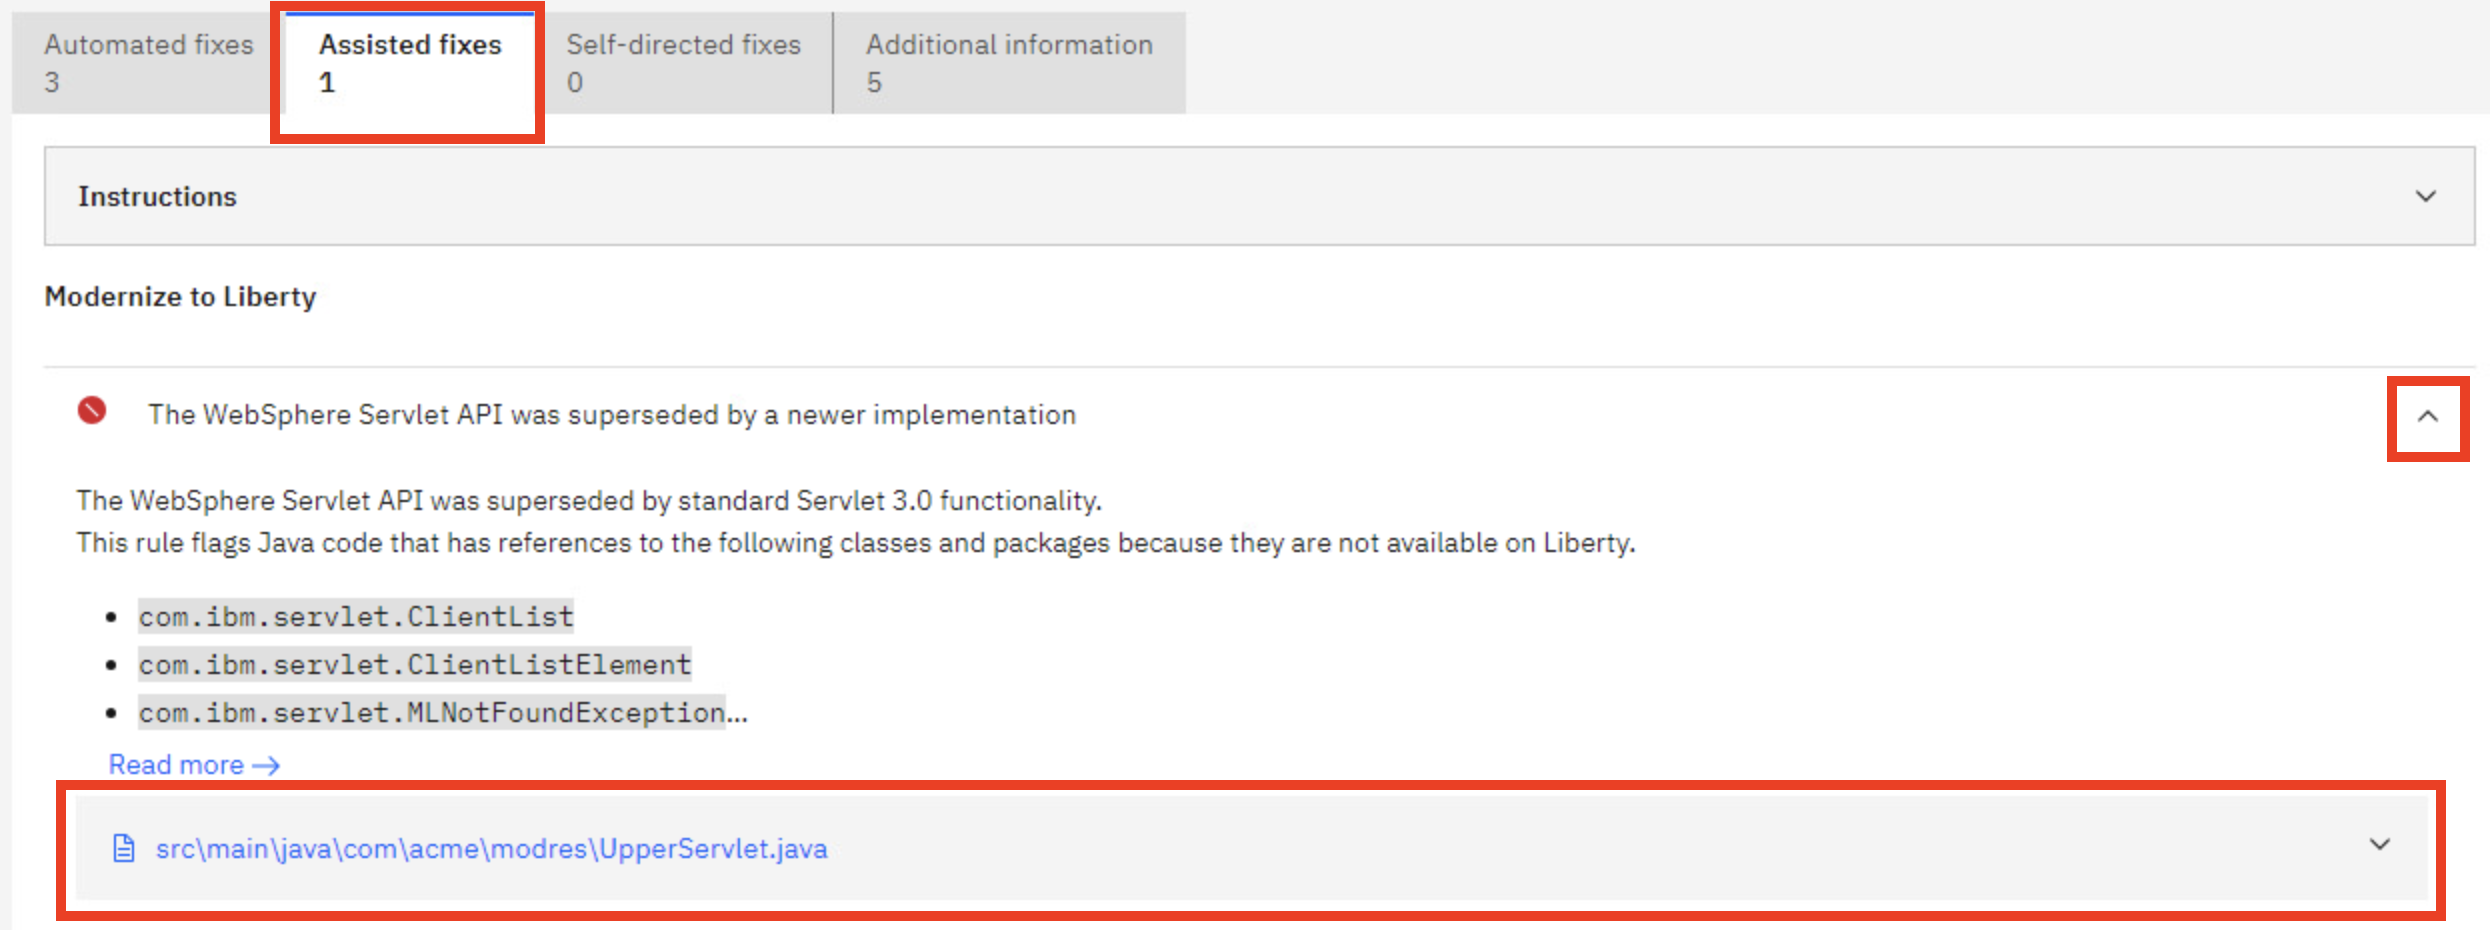 Automated fixes
3
Assisted fixes
1
Self-directed fixes
0
Additional information
5
Instructions
Modernize to Liberty
The WebSphere Servlet API was superseded by a newer implementation
The WebSphere Servlet API was superseded by standard Servlet 3.0 functionality.
This rule flags Java code that has references to the following classes and packages because they are not available on Liberty.
• com.ibm.servlet.ClientList
• com.ibm.servlet.ClientListElement
• com.ibm.servlet.MLNotFoundException...
Read more →
src\main\java\com\acme\modres\UpperServlet.java